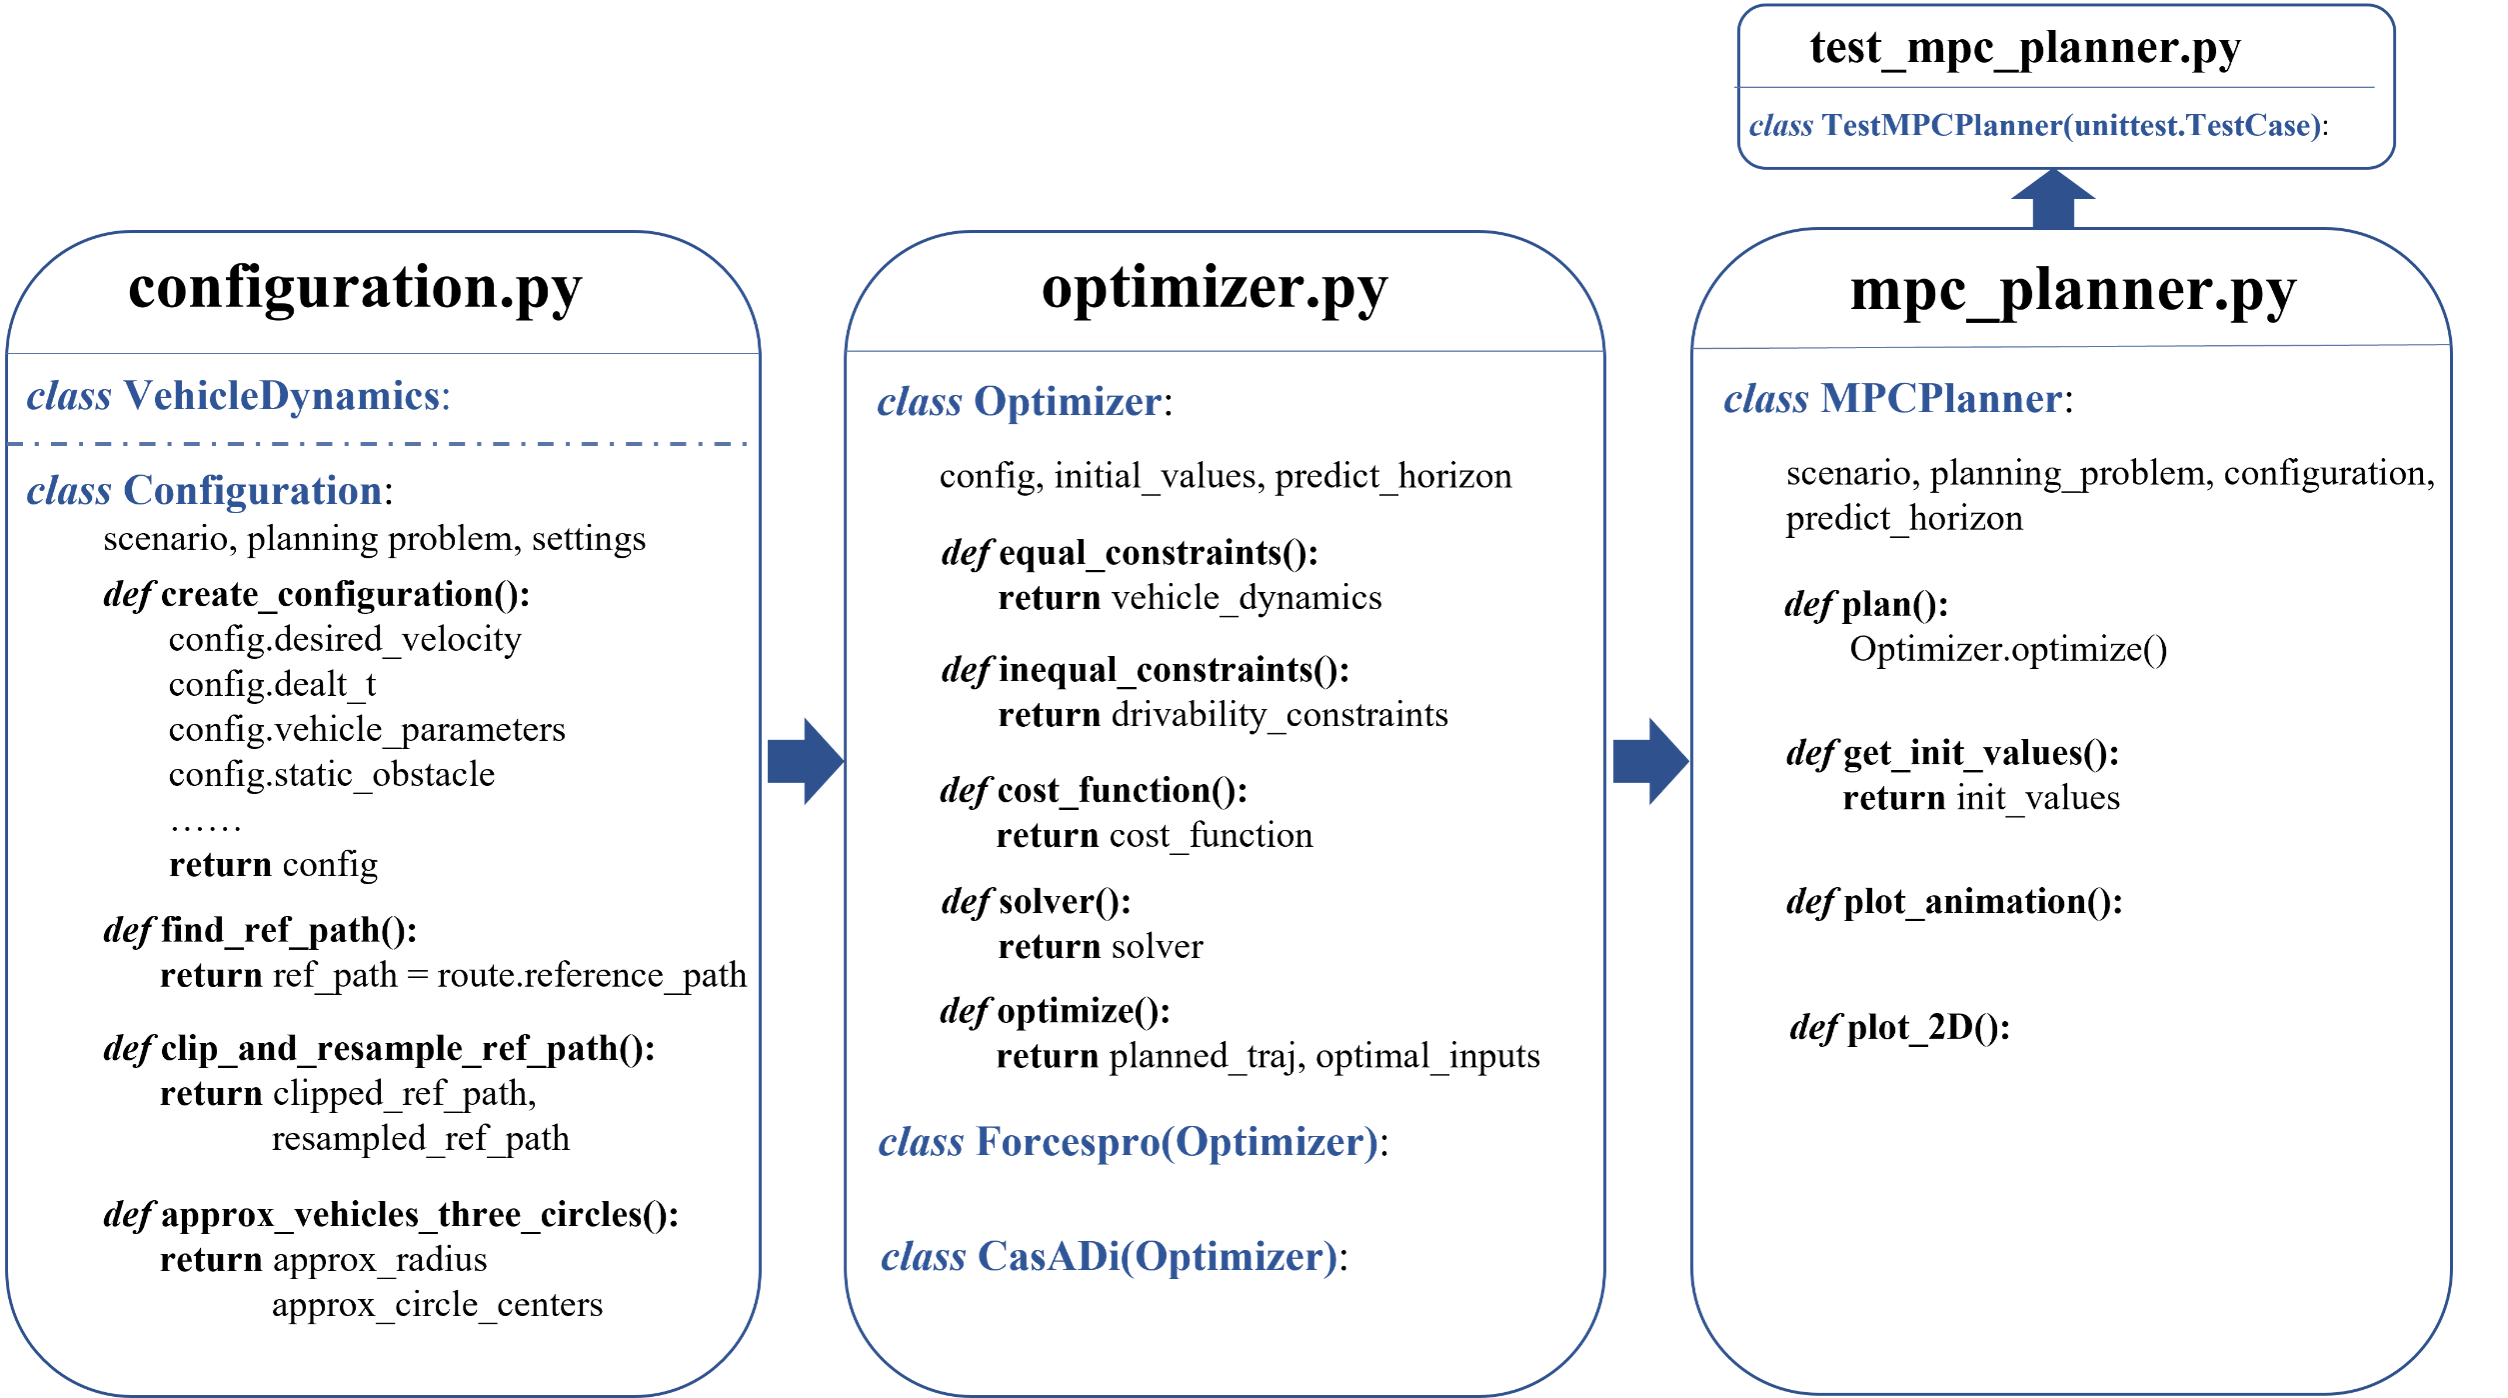 test_mpc_planner.py
class TestMPCPlanner(unittest.TestCase):
configuration.py
class VehicleDynamics:
class Configuration:
scenario, planning problem, settings
def create_configuration():
config.desired_velocity
config.dealt_t
config.vehicle_parameters
config.static_obstacle
……
return config
def find_ref_path():
return ref_path = route.reference_path
def clip_and_resample_ref_path():
return clipped_ref_path,
resampled_ref_path
def approx_vehicles_three_circles():
return approx_radius
approx_circle_centers
optimizer.py
class Optimizer:
config, initial_values, predict_horizon
def equal_constraints():
return vehicle_dynamics
def inequal_constraints():
return drivability_constraints
def cost_function():
return cost_function
def solver():
return solver
def optimize():
return planned_traj, optimal_inputs
class Forcespro(Optimizer):
class CasADi(Optimizer):
mpc_planner.py
class MPCPlanner:
scenario, planning_problem, configuration,
predict_horizon
def plan():
Optimizer.optimize()
def get_init_values():
return init_values
def plot_animation():
def plot_2D():